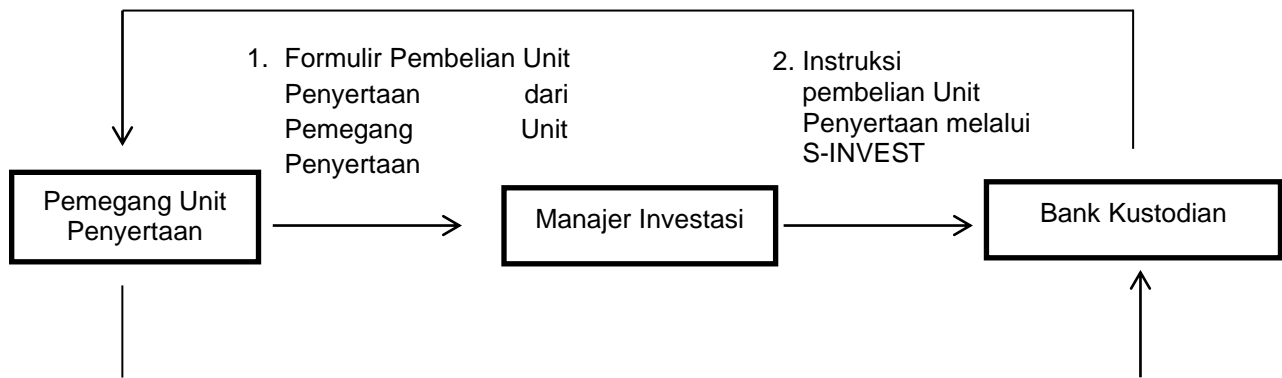 1. Formulir Pembelian Unit
Penyertaan dari
Pemegang Unit
Penyertaan
2. Instruksi
pembelian Unit
Penyertaan melalui
S-INVEST
Pemegang Unit
Penyertaan
Manajer Investasi
Bank Kustodian